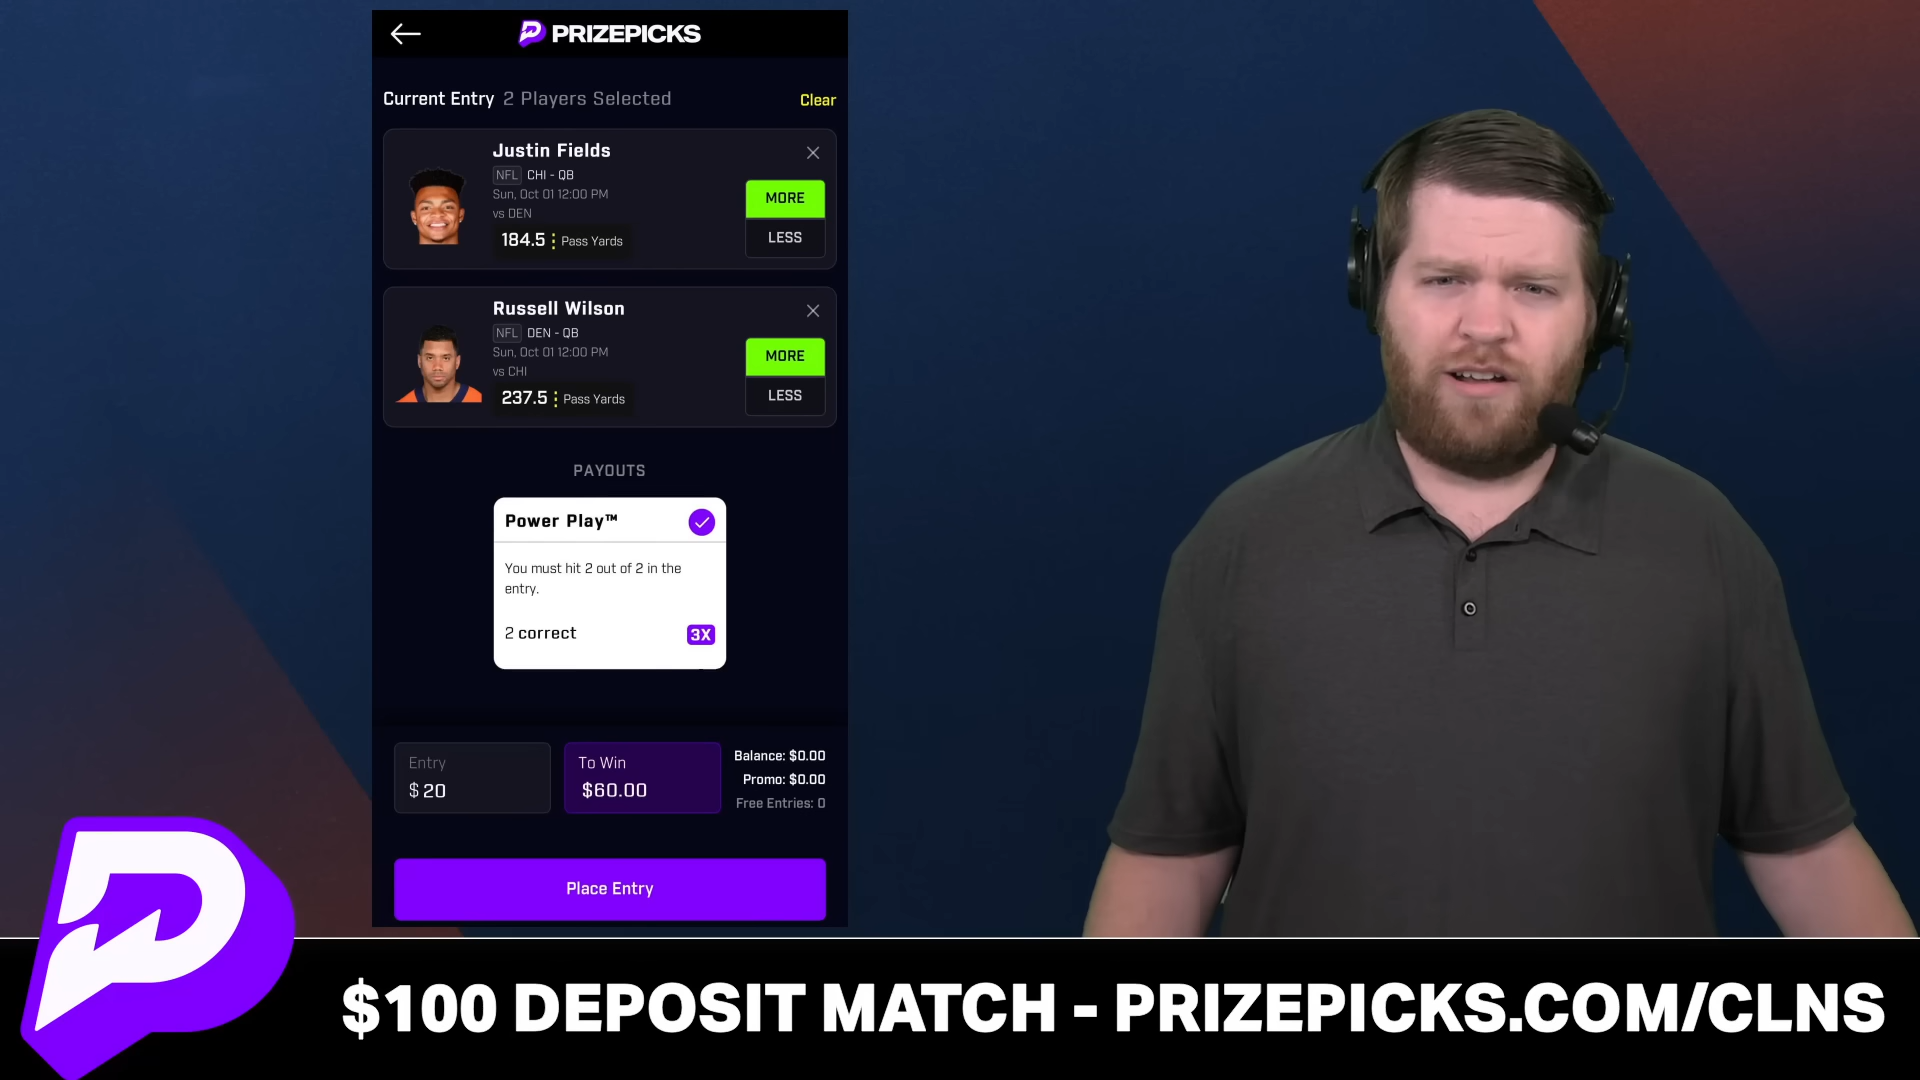 PRIZEPICKS
Current Entry 2 Players Selected
Clear
Justin Fields
NFL CHI - QB
Sun, Oct 01 12:00 PM
vs DEN
184.5 Pass Yards
MORE
LESS
Russell Wilson
NFL DEN - QB
Sun, Oct 01 12:00 PM
vs CHI
237.5 Pass Yards
MORE
LESS
PAYOUTS
Power Play™
You must hit 2 out of 2 in the
entry.
2 correct 3X
Entry
$ 20
To Win
$60.00
Balance: $0.00
Promo: $0.00
Free Entries: 0
Place Entry
$100 DEPOSIT MATCH - PRIZEPICKS.COM/CLNS